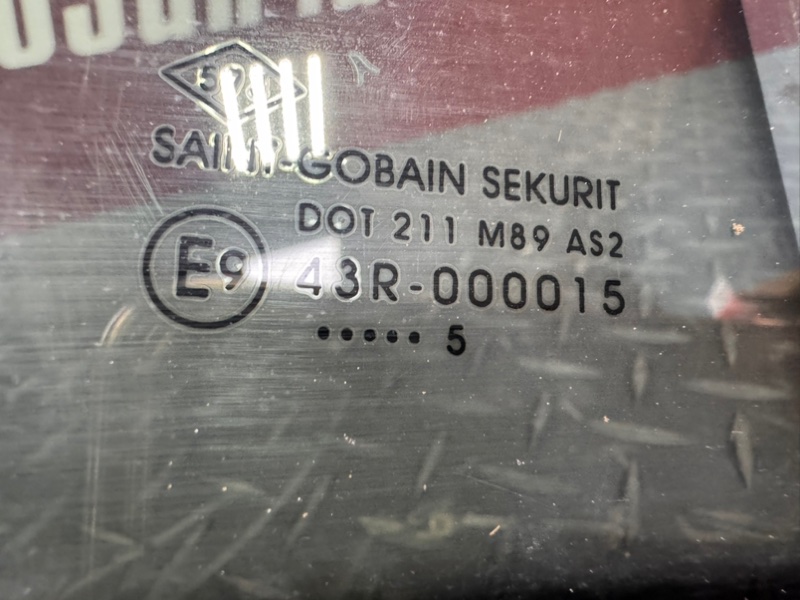 SAINT-GOBAIN SEKURIT
DOT 211 M89 AS2
E9 43R-000015
••••• 5